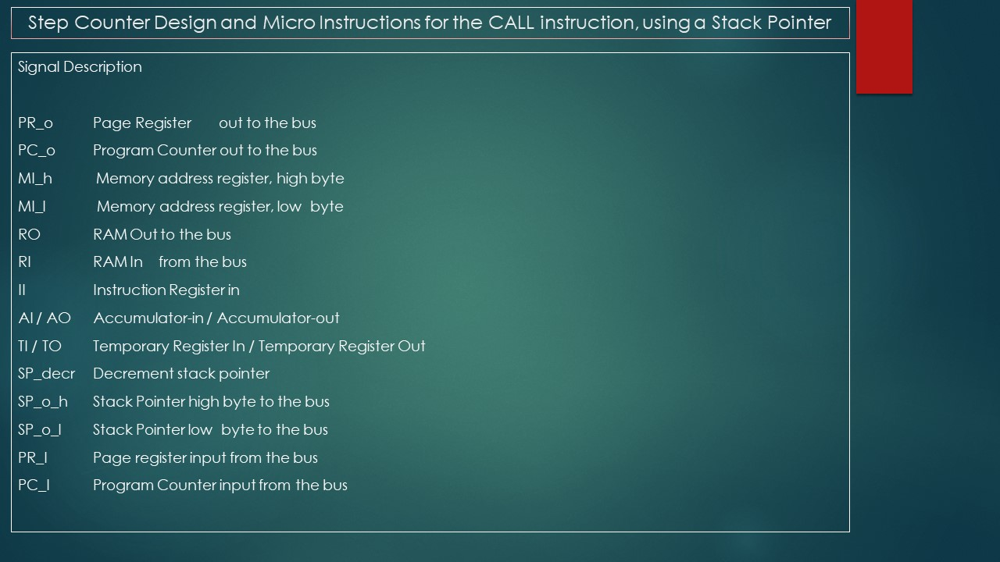 Step Counter Design and Micro Instructions for the CALL instruction, using a Stack Pointer
Signal Description
PR_o Page Register out to the bus
PC_o Program Counter out to the bus
MI_h Memory address register, high byte
MI_l Memory address register, low byte
RO RAM Out to the bus
RI RAM In from the bus
II Instruction Register in
AI / AO Accumulator-in / Accumulator-out
TI / TO Temporary Register In / Temporary Register Out
SP_decr Decrement stack pointer
SP_o_h Stack Pointer high byte to the bus
SP_o_l Stack Pointer low byte to the bus
PR_I Page register input from the bus
PC_I Program Counter input from the bus